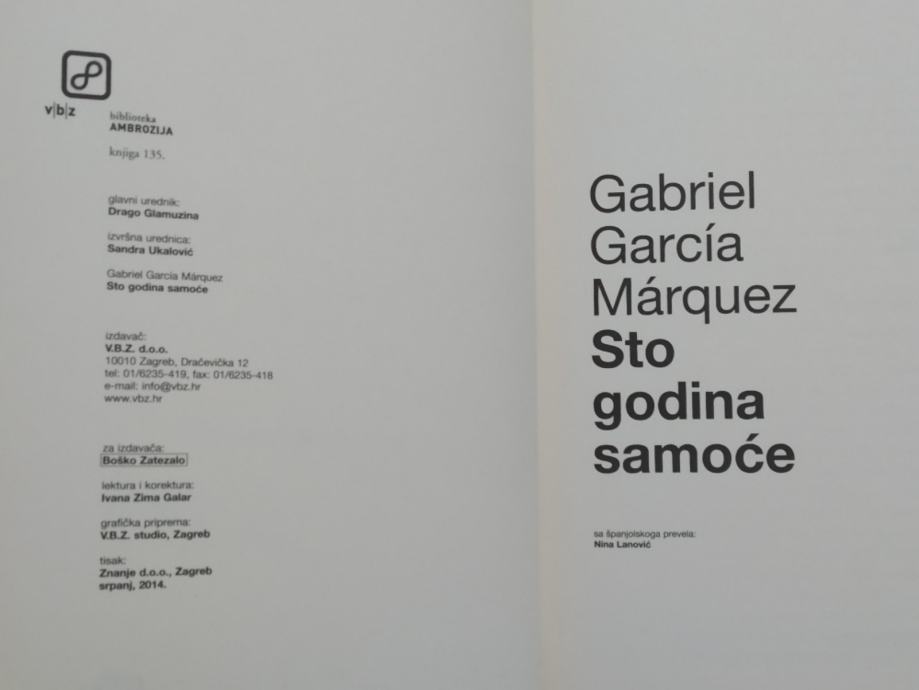 v|b|z
biblioteka
AMBROZIJA
knjiga 135.
glavni urednik:
Drago Glamuzina
izvršna urednica:
Sandra Ukalović
Gabriel García Márquez
Sto godina samoće
izdavač:
V.B.Z. d.o.o.
10010 Zagreb, Dračevička 12
tel: 01/6235-419, fax: 01/6235-418
e-mail: info@vbz.hr
www.vbz.hr
za izdavača:
Boško Zatezalo
lektura i korektura:
Ivana Zima Galar
grafička priprema:
V.B.Z. studio, Zagreb
tisak:
Znanje d.o.o., Zagreb
srpanj, 2014.
Gabriel
García
Márquez
Sto
godina
samoće
sa španjolskoga prevela:
Nina Lanović